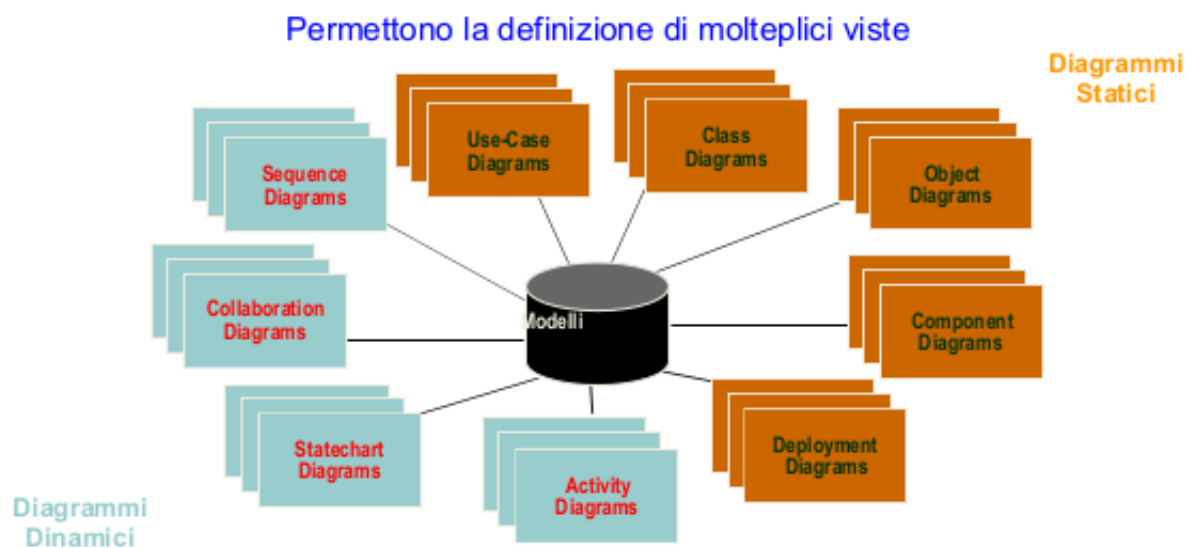 Permettono la definizione di molteplici viste
Diagrammi
Statici
Use-Case
Diagrams
Class
Diagrams
Sequence
Diagrams
Object
Diagrams
Collaboration
Diagrams
Modelli
Component
Diagrams
Statechart
Diagrams
Activity
Diagrams
Deployment
Diagrams
Diagrammi
Dinamici